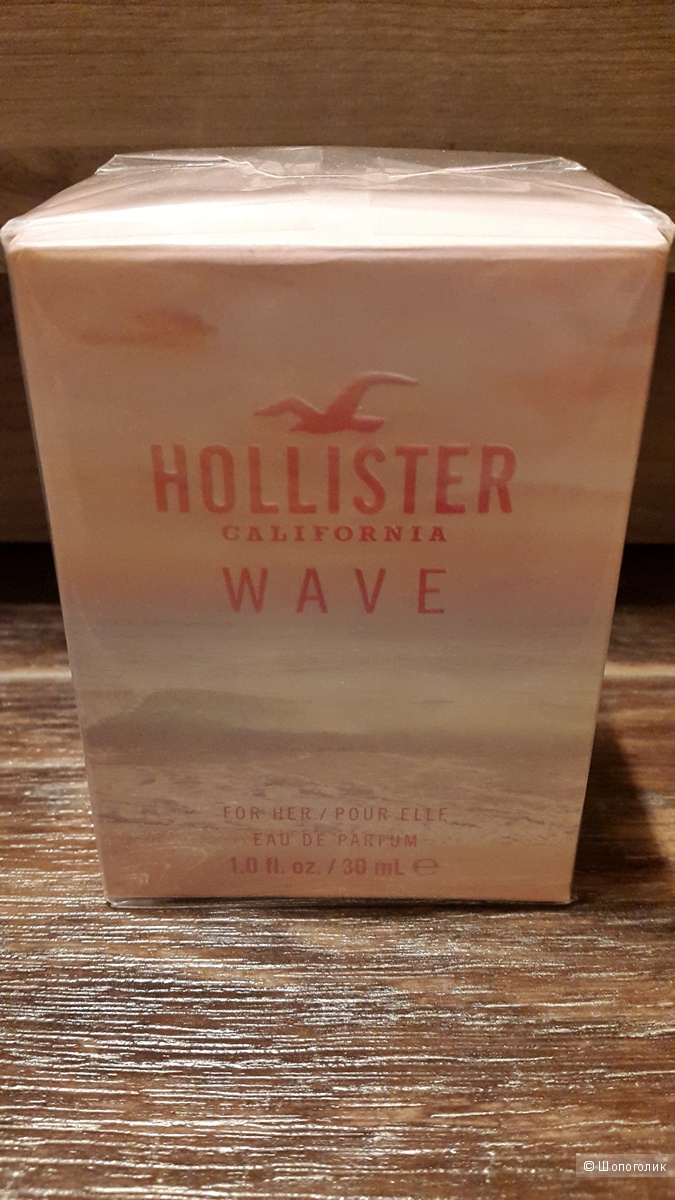 HOLLISTER
CALIFORNIA
WAVE
FOR HER / POUR ELLE
EAU DE PARFUM
1.0 fl. oz. / 30 mL ℮
© Шопоголик